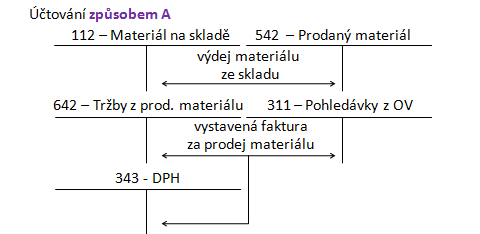 Účtování způsobem A
112 – Materiál na skladě 542 – Prodaný materiál
výdej materiálu
ze skladu
642 – Tržby z prod. materiálu 311 – Pohledávky z OV
vystavená faktura
za prodej materiálu
343 - DPH